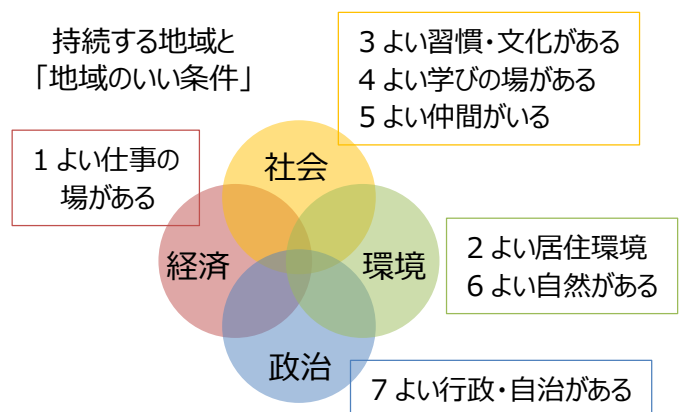 持続する地域と
「地域のいい条件」
3 よい習慣・文化がある
4 よい学びの場がある
5 よい仲間がいる
1 よい仕事の
場がある
社会
経済
環境
2 よい居住環境
6 よい自然がある
政治
7 よい行政・自治がある